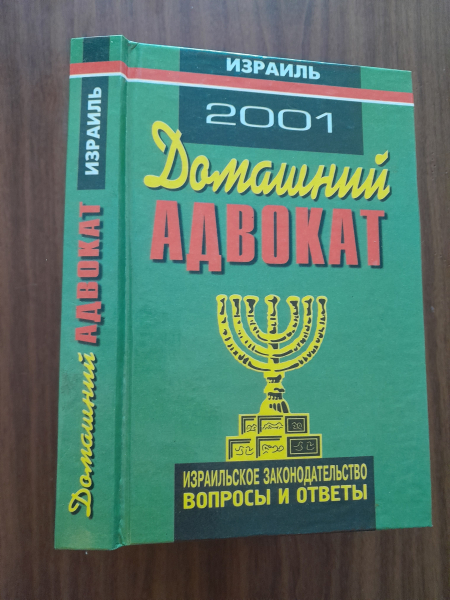 ИЗРАИЛЬ
2001
Домашний
АДВОКАТ
ИЗРАИЛЬСКОЕ ЗАКОНОДАТЕЛЬСТВО
ВОПРОСЫ И ОТВЕТЫ
Домашний АДВОКАТ ИЗРАИЛЬ